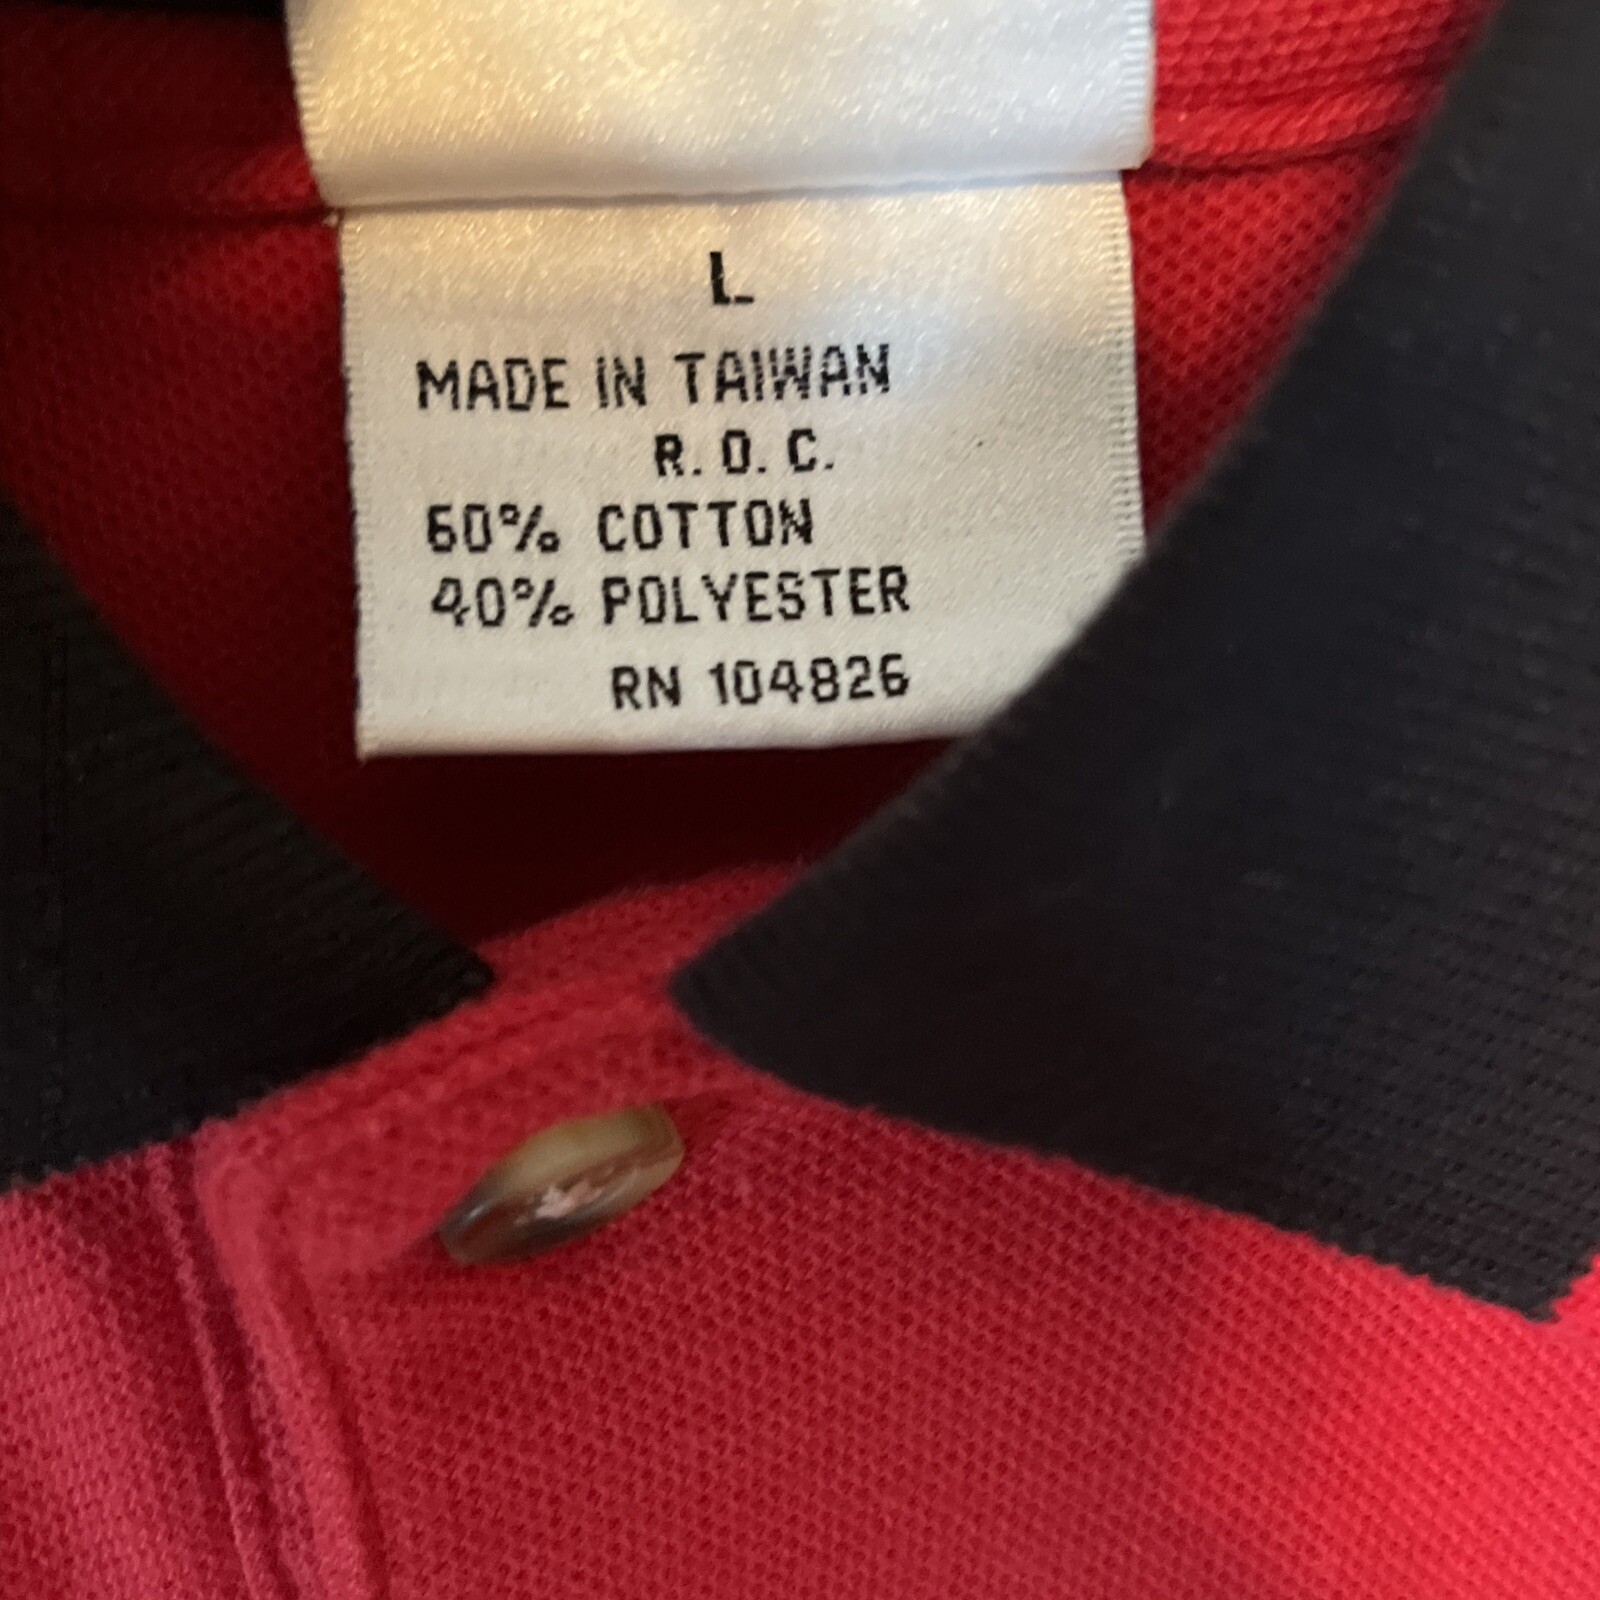 L
MADE IN TAIWAN
R.O.C.
60% COTTON
40% POLYESTER
RN 104826